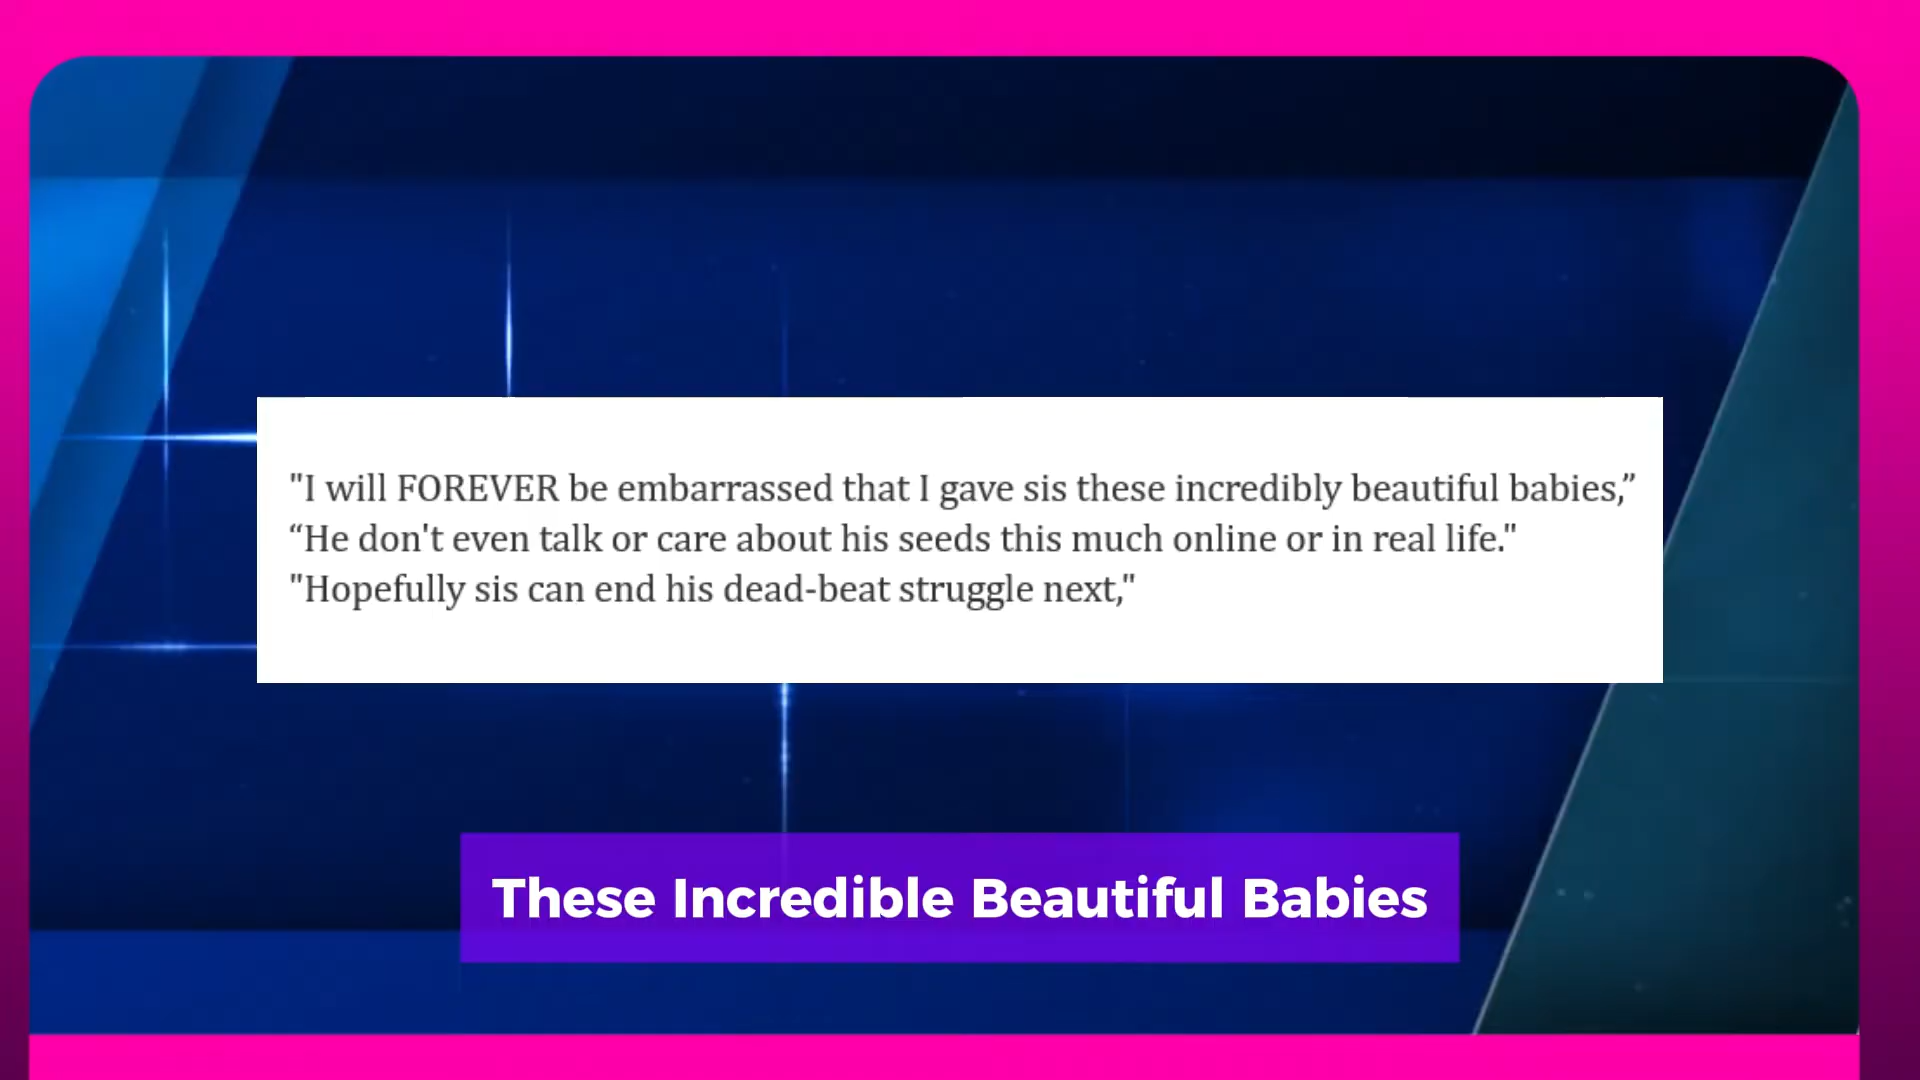 "I will FOREVER be embarrassed that I gave sis these incredibly beautiful babies,”
“He don't even talk or care about his seeds this much online or in real life."
"Hopefully sis can end his dead-beat struggle next,"
These Incredible Beautiful Babies